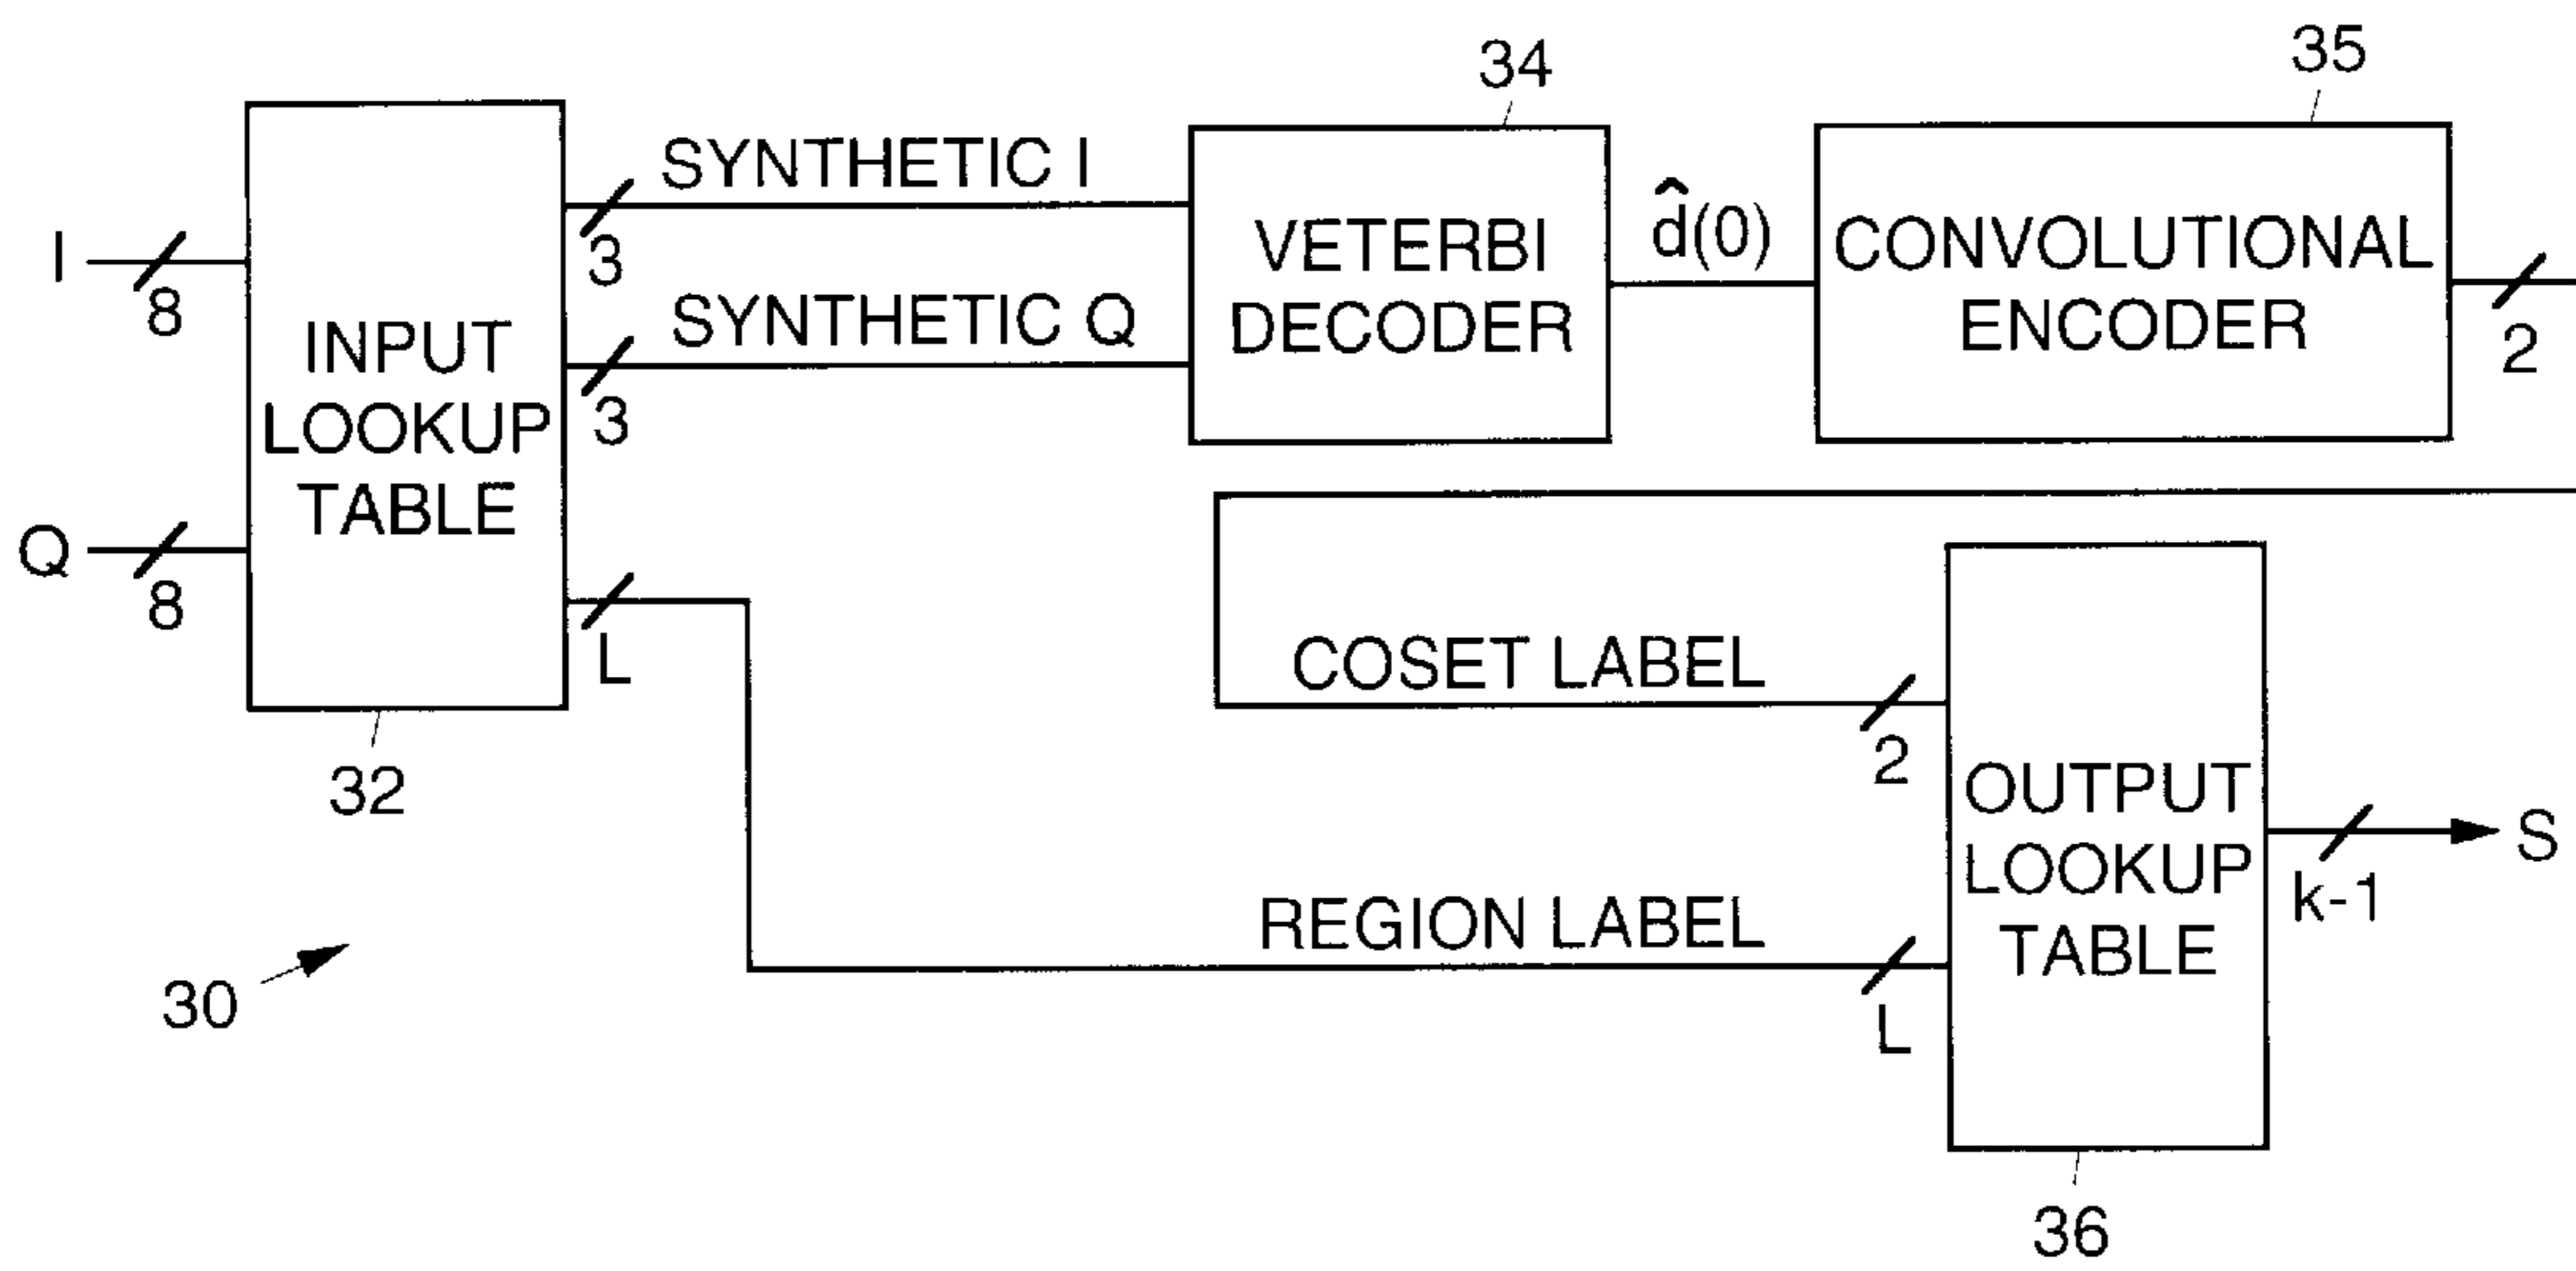 34
35
SYNTHETIC I
I
8
3
INPUT
LOOKUP
TABLE
SYNTHETIC Q
3
VETERBI
DECODER
d̂(0)
CONVOLUTIONAL
ENCODER
2
Q
8
L
32
COSET LABEL
2
OUTPUT
LOOKUP
TABLE
S
k-1
REGION LABEL
L
30
36